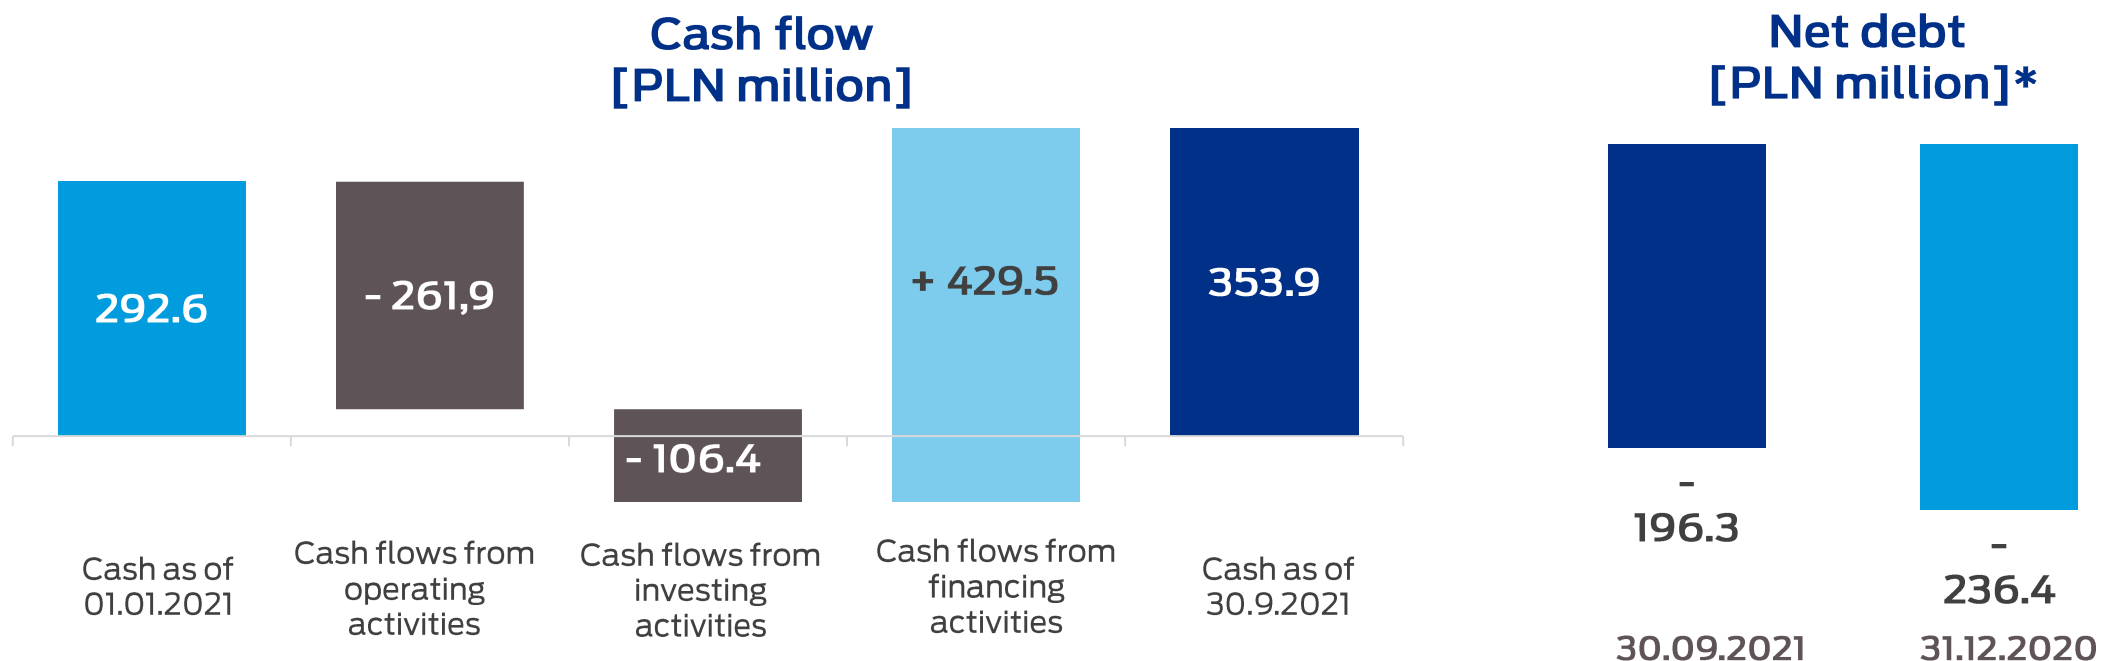 Cash flow
[PLN million]
292.6
- 261,9
- 106.4
+ 429.5
353.9
Cash as of
01.01.2021
Cash flows from
operating
activities
Cash flows from
investing
activities
Cash flows from
financing
activities
Cash as of
30.9.2021
Net debt
[PLN million]*
-
196.3
-
236.4
30.09.2021
31.12.2020